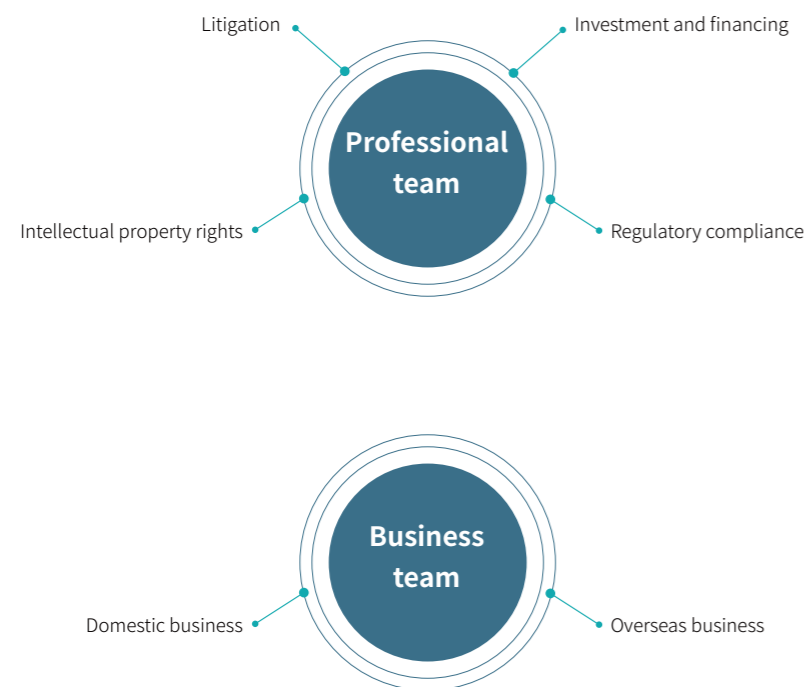 Litigation
Investment and financing
Professional
team
Intellectual property rights
Regulatory compliance
Business
team
Domestic business
Overseas business